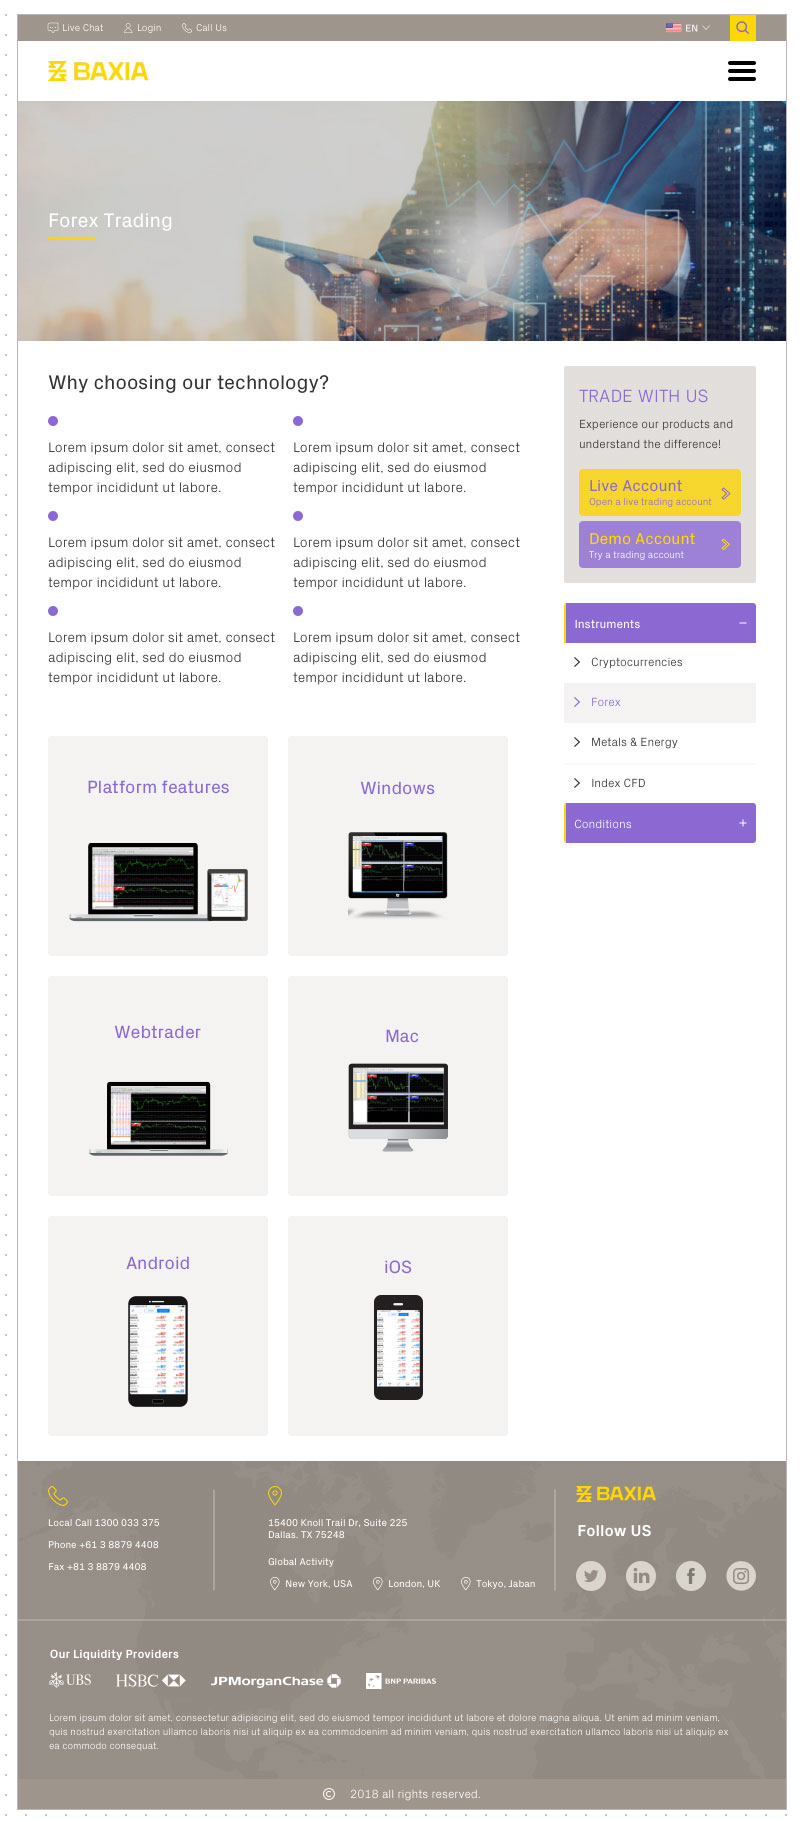 Live Chat
Login
Call Us
EN
BAXIA
Forex Trading
Why choosing our technology?
Lorem ipsum dolor sit amet, consect
adipiscing elit, sed do eiusmod
tempor incididunt ut labore.
Lorem ipsum dolor sit amet, consect
adipiscing elit, sed do eiusmod
tempor incididunt ut labore.
Lorem ipsum dolor sit amet, consect
adipiscing elit, sed do eiusmod
tempor incididunt ut labore.
Lorem ipsum dolor sit amet, consect
adipiscing elit, sed do eiusmod
tempor incididunt ut labore.
Lorem ipsum dolor sit amet, consect
adipiscing elit, sed do eiusmod
tempor incididunt ut labore.
Lorem ipsum dolor sit amet, consect
adipiscing elit, sed do eiusmod
tempor incididunt ut labore.
TRADE WITH US
Experience our products and
understand the difference!
Live Account
Open a live trading account
Demo Account
Try a trading account
Instruments
Cryptocurrencies
Forex
Metals & Energy
Index CFD
Conditions
Platform features
Windows
Webtrader
Mac
Android
iOS
Local Call 1300 033 375
Phone +61 3 8879 4408
Fax +81 3 8879 4408
15400 Knoll Trail Dr, Suite 225
Dallas, TX 75248
Global Activity
New York, USA
London, UK
Tokyo, Jaban
BAXIA
Follow US
Our Liquidity Providers
UBS
HSBC
JPMorganChase
BNP PARIBAS
Lorem ipsum dolor sit amet, consectetur adipiscing elit, sed do eiusmod tempor incididunt ut labore et dolore magna aliqua. Ut enim ad minim veniam,
quis nostrud exercitation ullamco laboris nisi ut aliquip ex ea commodoenim ad minim veniam, quis nostrud exercitation ullamco laboris nisi ut aliquip ex
ea commodo consequat.
© 2018 all rights reserved.